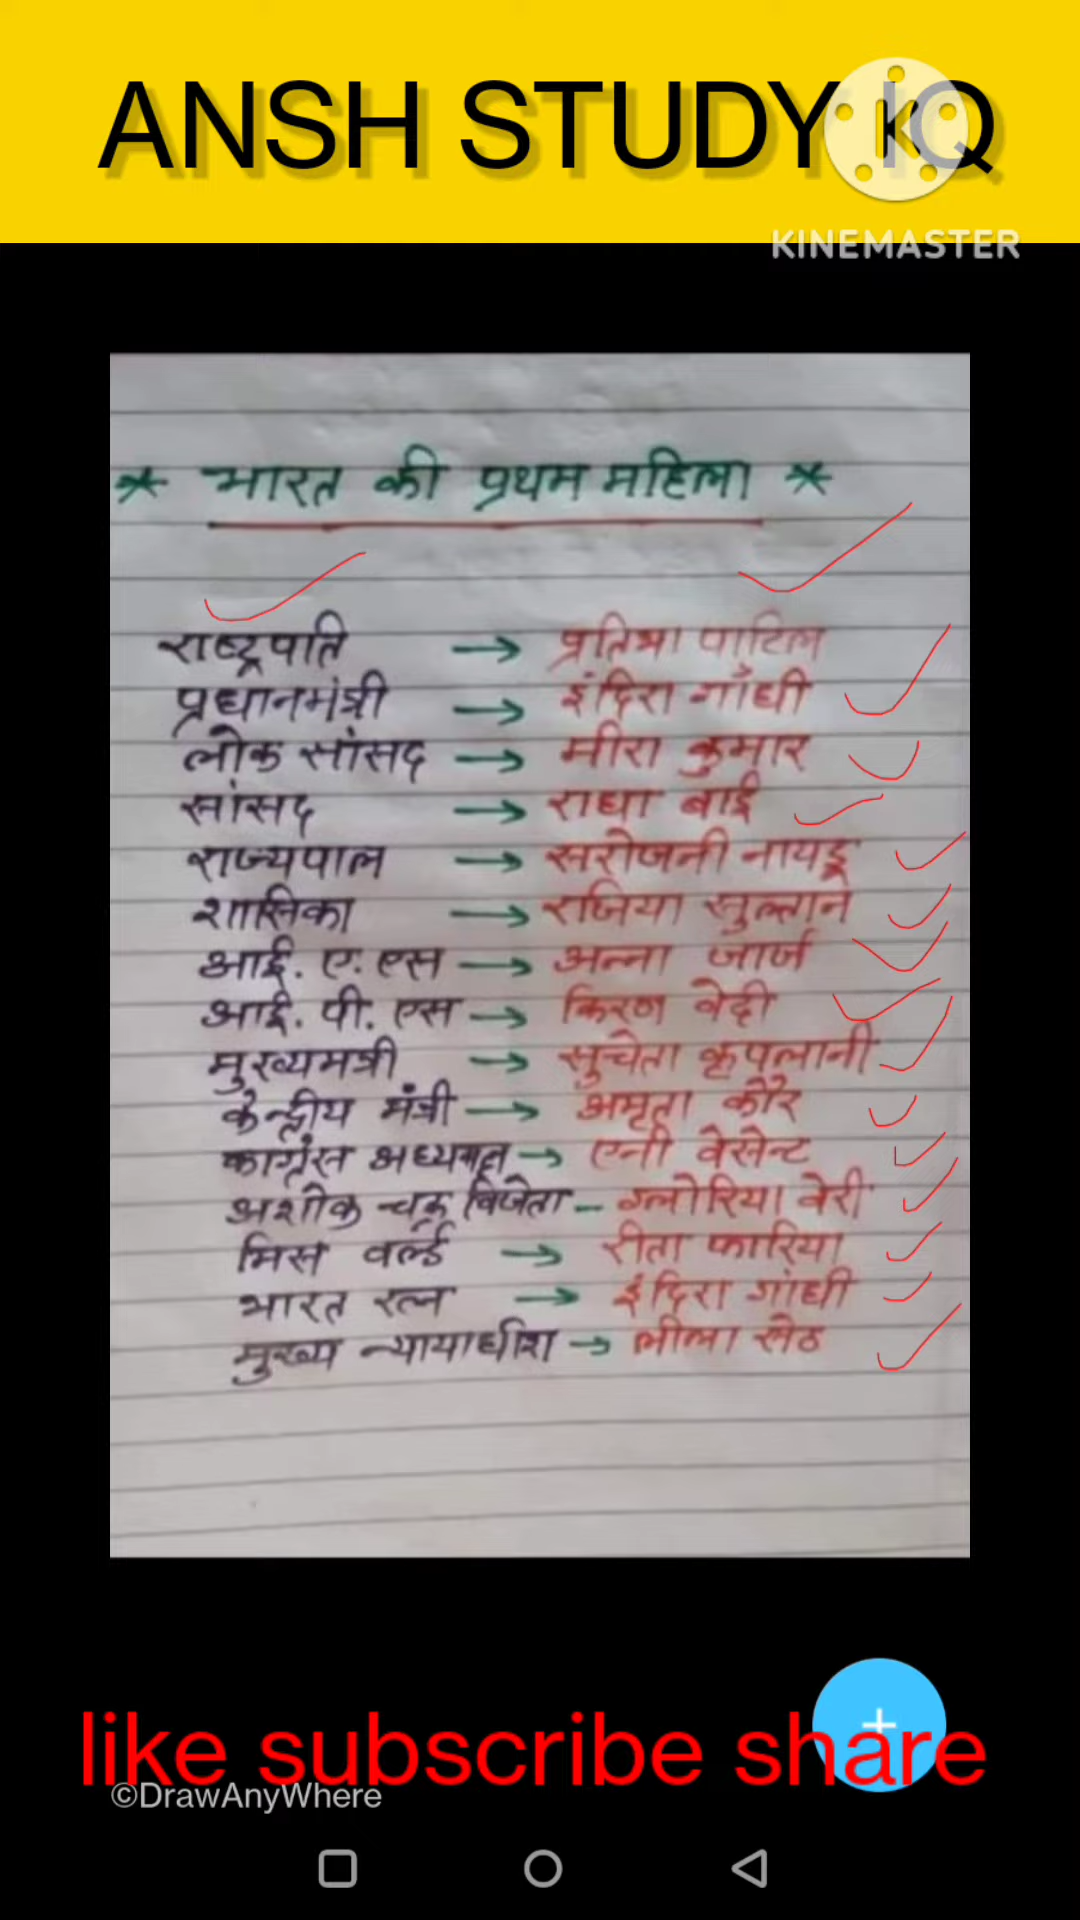 ANSH STUDY IQ
KINEMASTER
* भारत की प्रथम महिला *
राष्ट्रपति → प्रतिभा पाटिल
प्रधानमंत्री → इंदिरा गाँधी
लोक सांसद → मीरा कुमार
सांसद → राधा बाई
राज्यपाल → सरोजनी नायडू
शासिका → रजिया सुल्तान
आई. ए. एस → अन्ना जार्ज
आई. पी. एस → किरण वेदी
मुख्यमत्री → सुचेता कृपलानी
केन्द्रीय मंत्री → अमृता कौर
कांग्रेस अध्यक्ष → एनी वेसेन्ट
अशोक चक्र विजेता – ग्लोरिया वेरी
मिस वर्ल्ड → रीता फारिया
भारत रत्न → इंदिरा गांधी
मुख्य न्यायाधीश → लीला सेठ
like subscribe share
©DrawAnyWhere